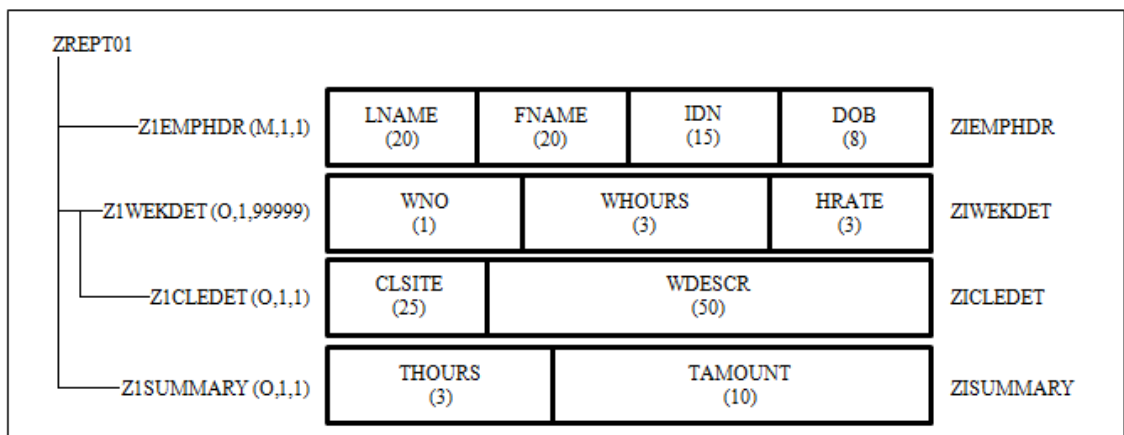 ZREPT01
Z1EMPHDR (M,1,1) LNAME (20) FNAME (20) IDN (15) DOB (8) ZIEMPHDR
Z1WEKDET (O,1,99999) WNO (1) WHOURS (3) HRATE (3) ZIWEKDET
Z1CLEDET (O,1,1) CLSITE (25) WDESCR (50) ZICLEDET
Z1SUMMARY (O,1,1) THOURS (3) TAMOUNT (10) ZISUMMARY